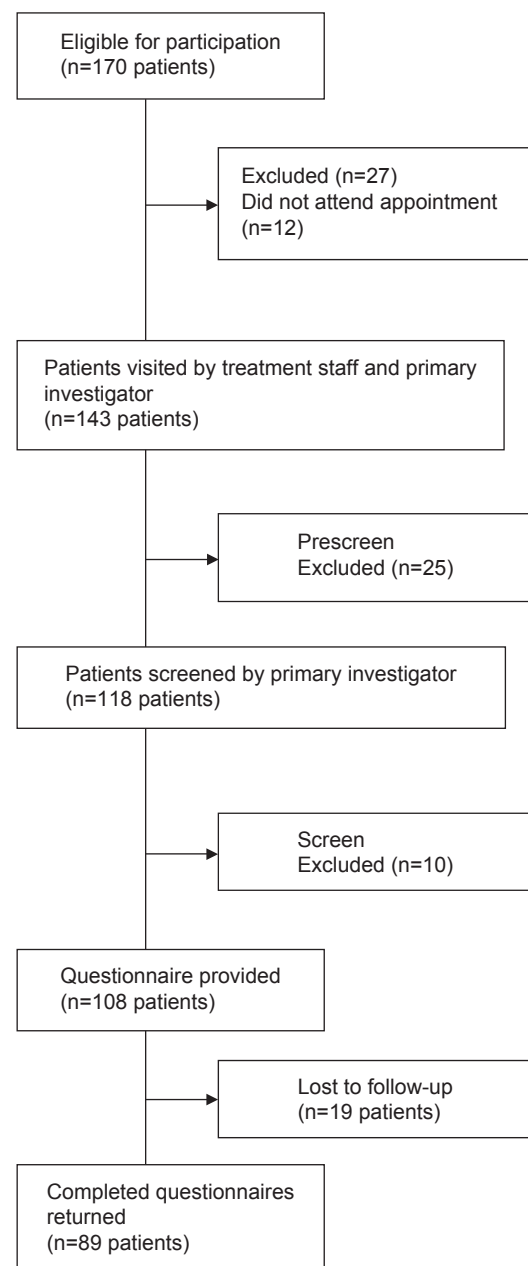 Eligible for participation
(n=170 patients)
Excluded (n=27)
Did not attend appointment
(n=12)
Patients visited by treatment staff and primary
investigator
(n=143 patients)
Prescreen
Excluded (n=25)
Patients screened by primary investigator
(n=118 patients)
Screen
Excluded (n=10)
Questionnaire provided
(n=108 patients)
Lost to follow-up
(n=19 patients)
Completed questionnaires
returned
(n=89 patients)